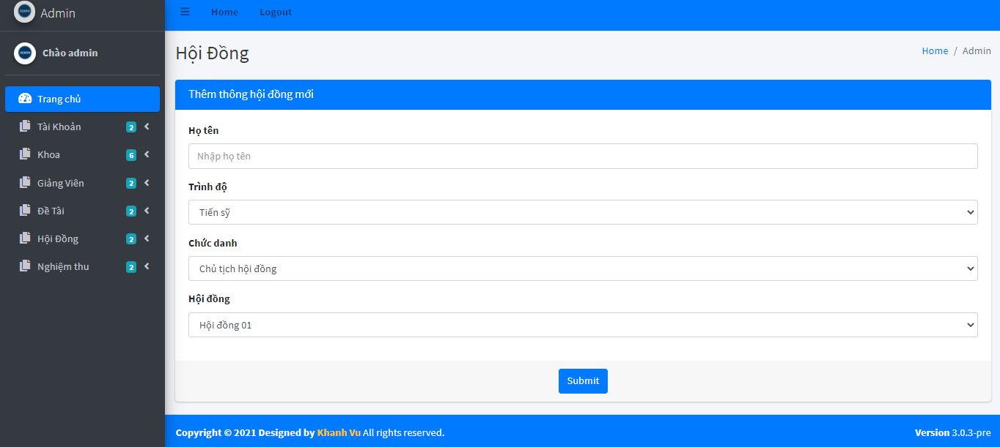 Admin
Home Logout
Chào admin
Trang chủ
Tài Khoản 2
Khoa 6
Giảng Viên 2
Đề Tài 2
Hội Đồng 2
Nghiệm thu 2
Hội Đồng
Home / Admin
Thêm thông hội đồng mới
Họ tên
Nhập họ tên
Trình độ
Tiến sỹ
Chức danh
Chủ tịch hội đồng
Hội đồng
Hội đồng 01
Submit
Copyright © 2021 Designed by Khanh Vu All rights reserved.
Version 3.0.3-pre